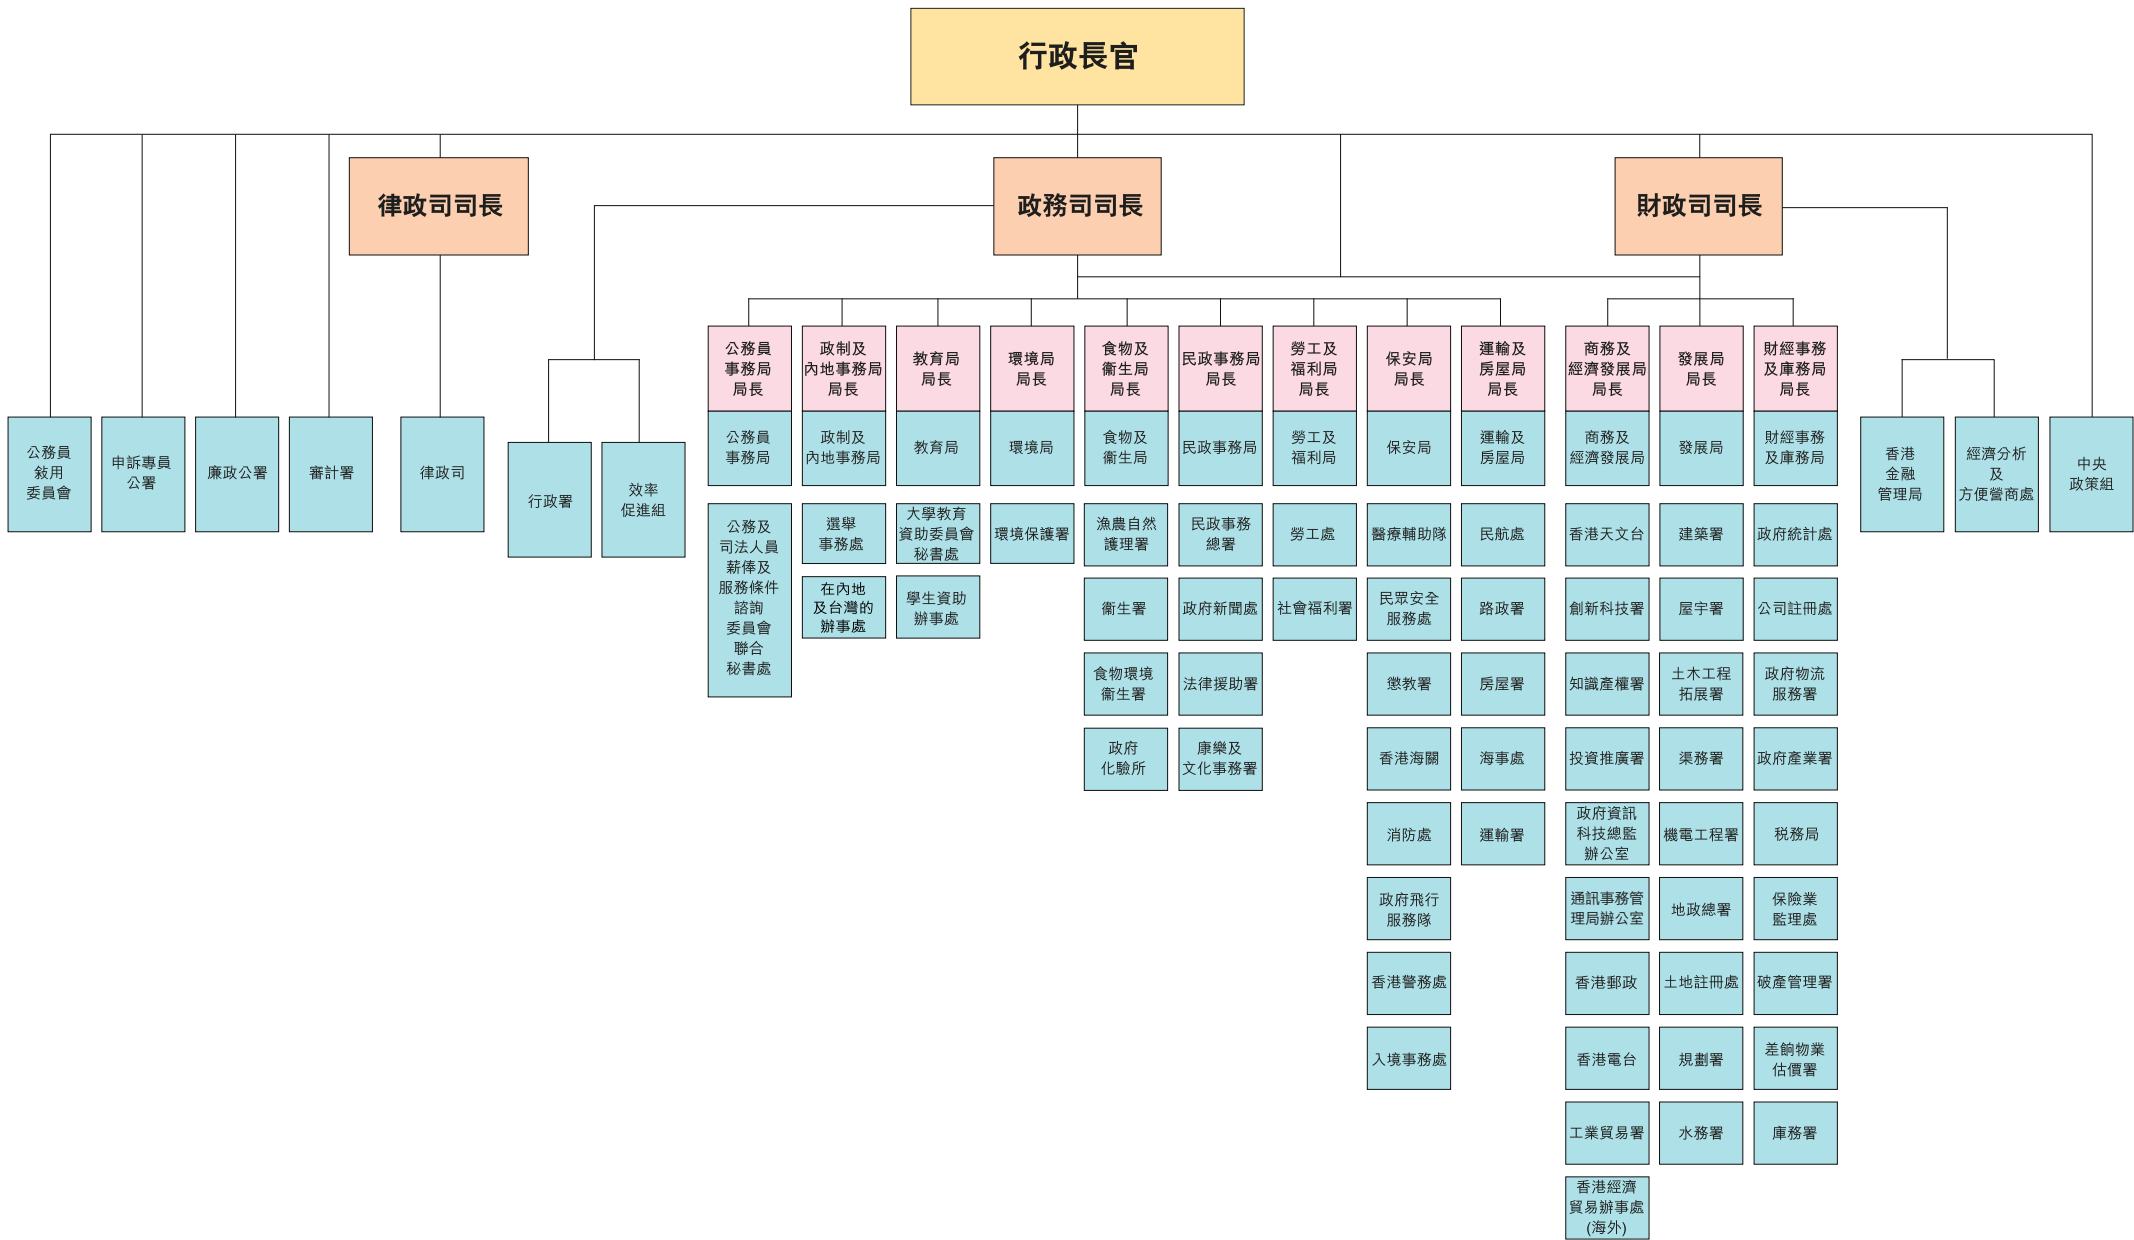 行政長官
律政司司長
政務司司長
財政司司長
公務員
事務局
局長
政制及
內地事務局
局長
教育局
局長
環境局
局長
食物及
衞生局
局長
民政事務局
局長
勞工及
福利局
局長
保安局
局長
運輸及
房屋局
局長
商務及
經濟發展局
局長
發展局
局長
財經事務
及庫務局
局長
公務員
敍用
委員會
申訴專員
公署
廉政公署
審計署
律政司
行政署
效率
促進組
公務員
事務局
政制及
內地事務局
教育局
環境局
食物及
衞生局
民政事務局
勞工及
福利局
保安局
運輸及
房屋局
商務及
經濟發展局
發展局
財經事務
及庫務局
香港
金融
管理局
經濟分析
及
方便營商處
中央
政策組
公務及
司法人員
薪俸及
服務條件
諮詢
委員會
聯合
秘書處
選舉
事務處
在內地
及台灣的
辦事處
大學教育
資助委員會
秘書處
學生資助
辦事處
環境保護署
漁農自然
護理署
衞生署
食物環境
衞生署
政府
化驗所
民政事務
總署
政府新聞處
法律援助署
康樂及
文化事務署
勞工處
社會福利署
醫療輔助隊
民眾安全
服務處
懲教署
香港海關
消防處
政府飛行
服務隊
香港警務處
入境事務處
民航處
路政署
房屋署
海事處
運輸署
香港天文台
創新科技署
知識產權署
投資推廣署
政府資訊
科技總監
辦公室
通訊事務管
理局辦公室
香港郵政
香港電台
工業貿易署
香港經濟
貿易辦事處
(海外)
建築署
屋宇署
土木工程
拓展署
渠務署
機電工程署
地政總署
土地註冊處
規劃署
水務署
政府統計處
公司註冊處
政府物流
服務署
政府產業署
税務局
保險業
監理處
破產管理署
差餉物業
估價署
庫務署